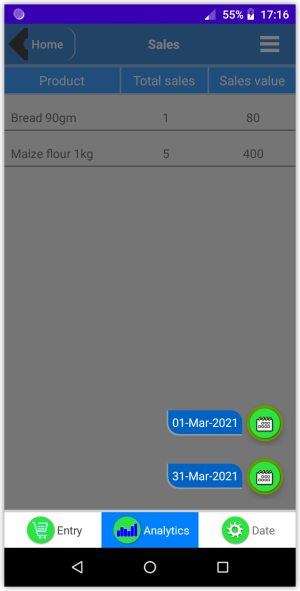 55% 17:16
Home Sales
Product Total sales Sales value
Bread 90gm 1 80
Maize flour 1kg 5 400
01-Mar-2021
31-Mar-2021
Entry Analytics Date